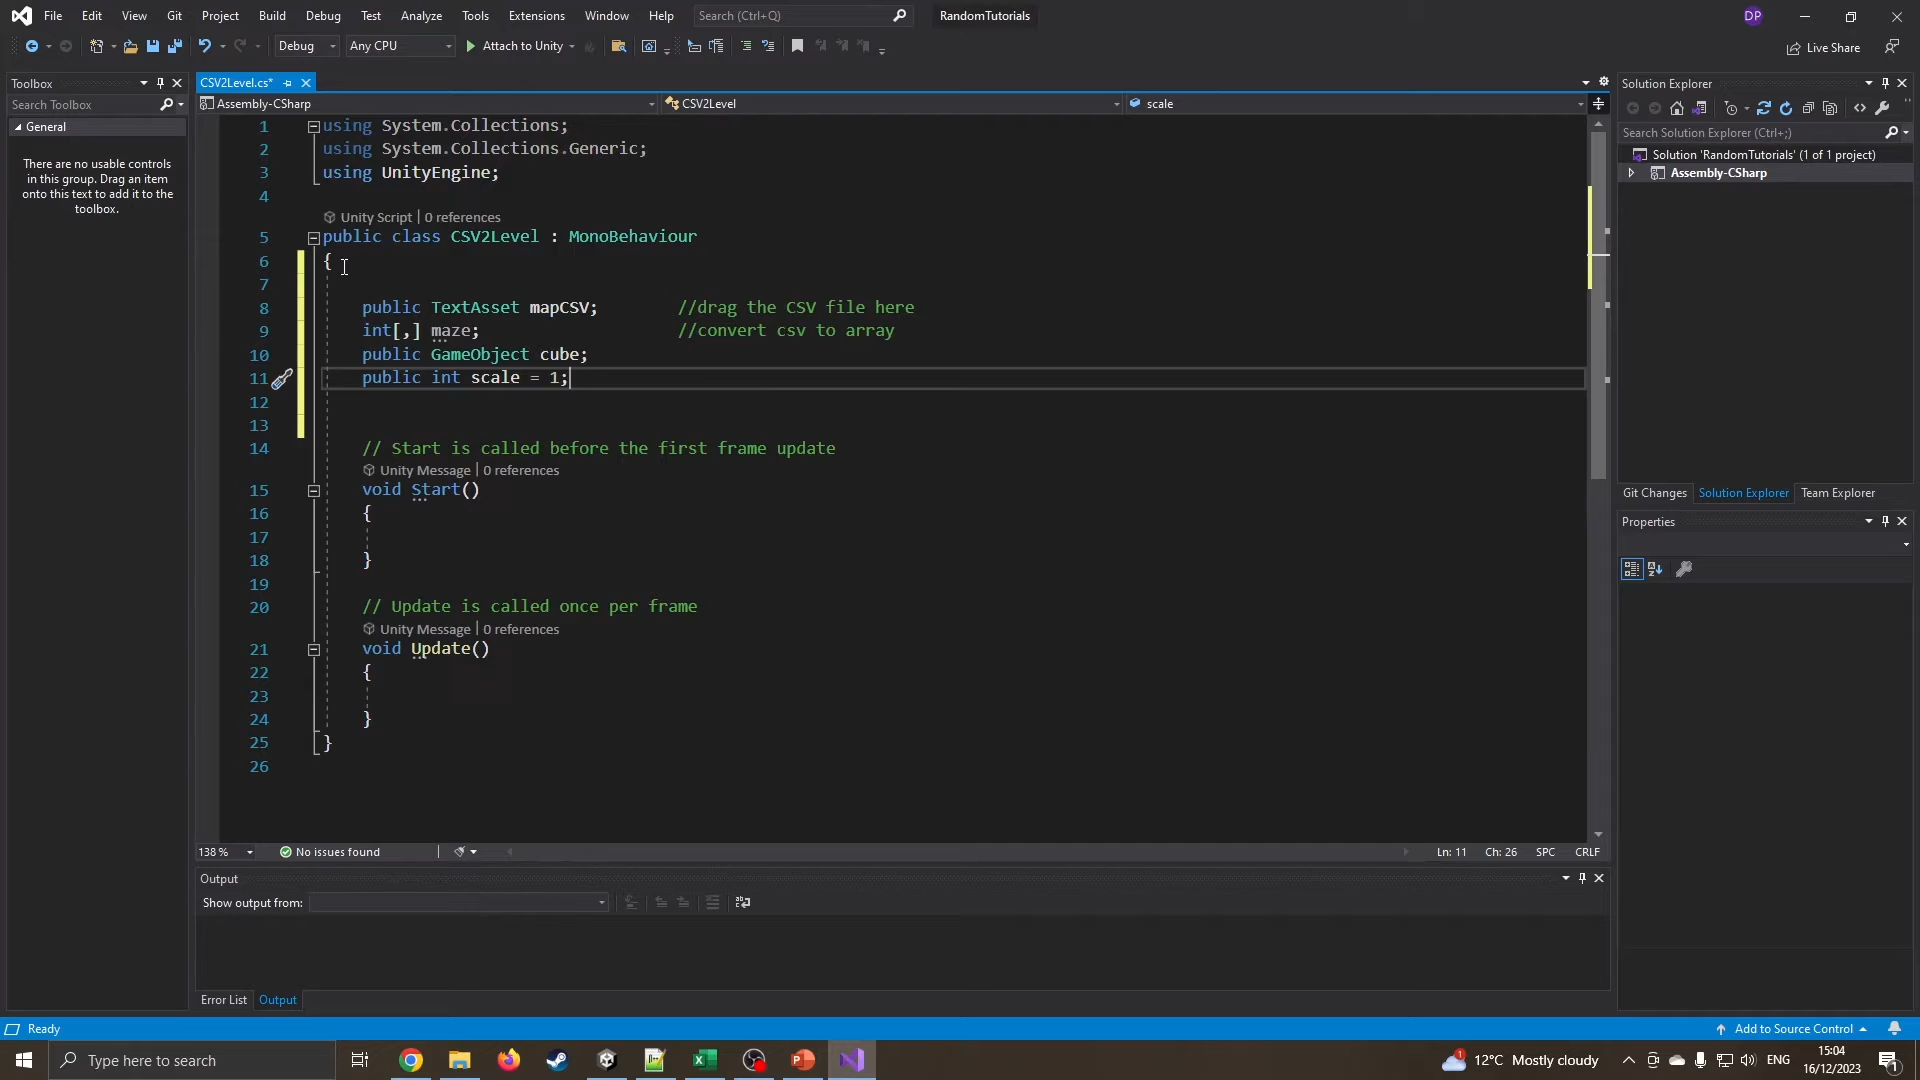 File Edit View Git Project Build Debug Test Analyze Tools Extensions Window Help Search (Ctrl+Q) RandomTutorials DP
Debug Any CPU Attach to Unity Live Share
Toolbox
Search Toolbox
General
There are no usable controls
in this group. Drag an item
onto this text to add it to the
toolbox.
CSV2Level.cs*
Assembly-CSharp CSV2Level scale
1 using System.Collections;
2 using System.Collections.Generic;
3 using UnityEngine;
4
Unity Script | 0 references
5 public class CSV2Level : MonoBehaviour
6 {
7
8 public TextAsset mapCSV; //drag the CSV file here
9 int[,] maze; //convert csv to array
10 public GameObject cube;
11 public int scale = 1;
12
13
14 // Start is called before the first frame update
Unity Message | 0 references
15 void Start()
16 {
17
18 }
19
20 // Update is called once per frame
Unity Message | 0 references
21 void Update()
22 {
23
24 }
25 }
26
138 % No issues found Ln: 11 Ch: 26 SPC CRLF
Output
Show output from:
Error List Output
Solution Explorer
Search Solution Explorer (Ctrl+;)
Solution 'RandomTutorials' (1 of 1 project)
Assembly-CSharp
Git Changes Solution Explorer Team Explorer
Properties
Ready Add to Source Control
Type here to search 12°C Mostly cloudy ENG 15:04
16/12/2023